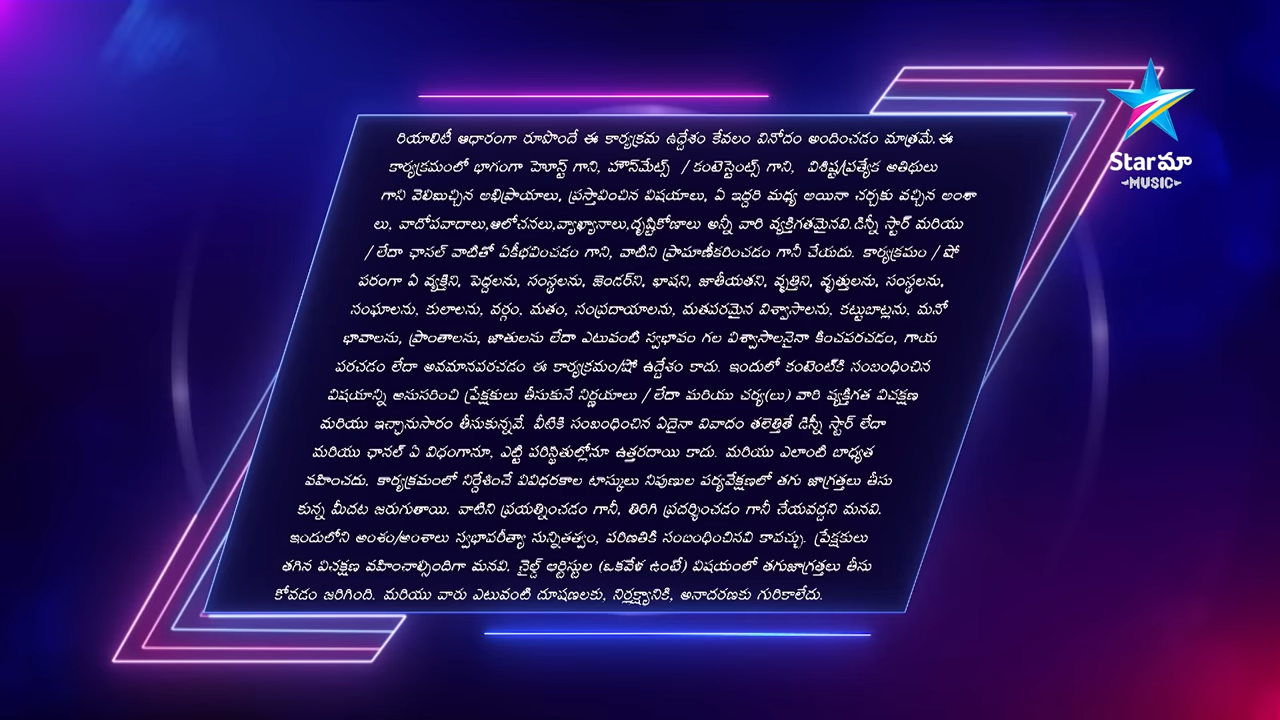 రియాలిటీ ఆధారంగా రూపొందే ఈ కార్యక్రమ ఉద్దేశం కేవలం వినోదం అందించడం మాత్రమే. ఈ
కార్యక్రమంలో భాగంగా హెూస్ట్ గాని, హౌస్‌మేట్స్ / కంటెస్టెంట్స్ గాని, విశిష్ట/ప్రత్యేక అతిథులు
గాని వెలిబుచ్చిన అభిప్రాయాలు, ప్రస్తావించిన విషయాలు, ఏ ఇద్దరి మధ్య అయినా చర్చకు వచ్చిన అంశా
లు, వాదోపవాదాలు,ఆలోచనలు,వ్యాఖ్యానాలు,దృష్టికోణాలు అన్నీ వారి వ్యక్తిగతమైనవి.డిస్నీ స్టార్ మరియు
/ లేదా ఛానల్ వాటితో ఏకీభవించడం గాని, వాటిని ప్రామాణీకరించడం గానీ చేయదు. కార్యక్రమం / షో
పరంగా ఏ వ్యక్తిని, పెద్దలను, సంస్థలను, జెండర్‌ని, భాషని, జాతీయతని, వృత్తిని, వృత్తులను, సంస్థలను,
సంఘాలను, కులాలను, వర్గం, మతం, సంప్రదాయాలను, మతపరమైన విశ్వాసాలను, కట్టుబాట్లను, మనో
భావాలను, ప్రాంతాలను, జాతులను లేదా ఎటువంటి స్వభావం గల విశ్వాసాలనైనా కించపరచడం, గాయ
పరచడం లేదా అవమానపరచడం ఈ కార్యక్రమం/షో ఉద్దేశం కాదు. ఇందులో కంటెంట్‌కి సంబంధించిన
విషయాన్ని అనుసరించి ప్రేక్షకులు తీసుకునే నిర్ణయాలు / లేదా మరియు చర్య(లు) వారి వ్యక్తిగత విచక్షణ
మరియు ఇచ్ఛానుసారం తీసుకున్నవే. వీటికి సంబంధించిన ఏదైనా వివాదం తలెత్తితే డిస్నీ స్టార్ లేదా
మరియు ఛానల్ ఏ విధంగానూ, ఎట్టి పరిస్థితుల్లోనూ ఉత్తరదాయి కాదు. మరియు ఎలాంటి బాధ్యత
వహించదు. కార్యక్రమంలో నిర్దేశించే వివిధరకాల టాస్కులు నిపుణుల పర్యవేక్షణలో తగు జాగ్రత్తలు తీసు
కున్న మీదట జరుగుతాయి. వాటిని ప్రయత్నించడం గానీ, తిరిగి ప్రదర్శించడం గానీ చేయవద్దని మనవి.
ఇందులోని అంశం/అంశాలు స్వభావరీత్యా సున్నితత్వం, పరిణతికి సంబంధించినవి కావచ్చు. ప్రేక్షకులు
తగిన విచక్షణ వహించాల్సిందిగా మనవి. చైల్డ్ ఆర్టిస్టుల (ఒకవేళ ఉంటే) విషయంలో తగుజాగ్రత్తలు తీసు
కోవడం జరిగింది. మరియు వారు ఎటువంటి దూషణలకు, నిర్లక్ష్యానికి, అనాదరణకు గురికాలేదు.
Starమా
MUSIC